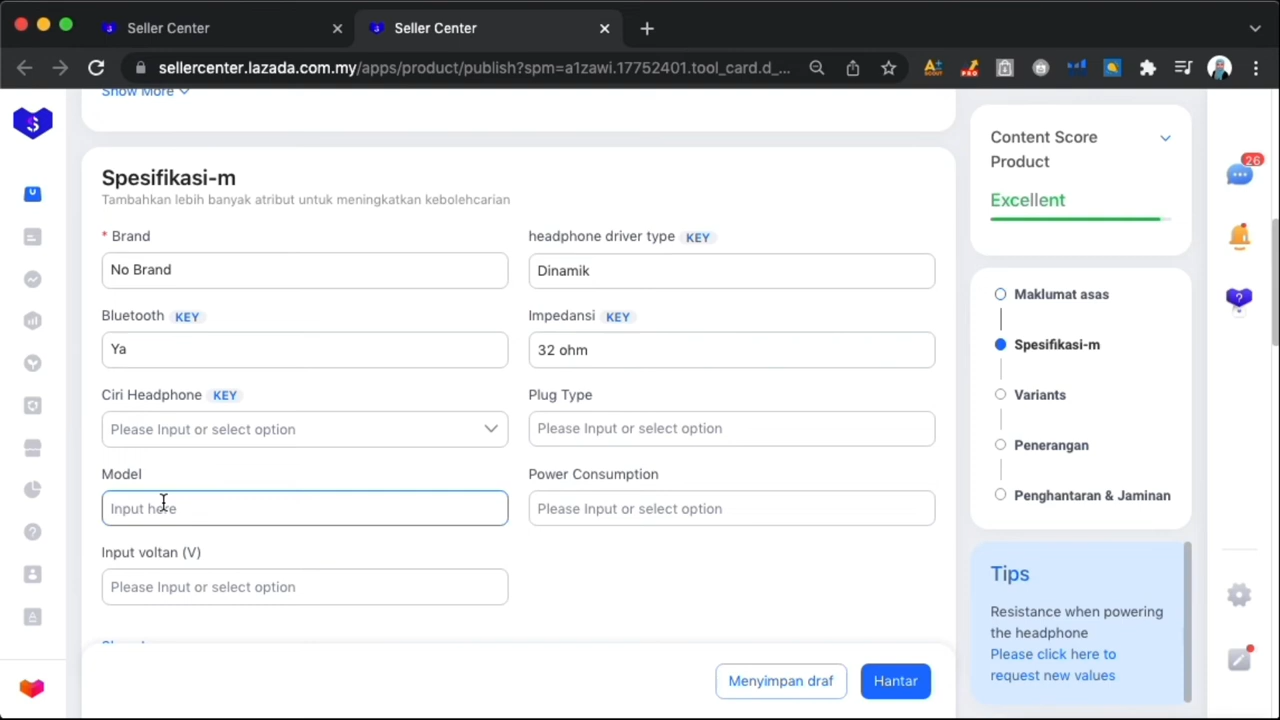 Seller Center
Seller Center
sellercenter.lazada.com.my/apps/product/publish?spm=a1zawi.17752401.tool_card.d_...
Show More
Spesifikasi-m
Tambahkan lebih banyak atribut untuk meningkatkan kebolehcarian
* Brand
No Brand
headphone driver type KEY
Dinamik
Bluetooth KEY
Ya
Impedansi KEY
32 ohm
Ciri Headphone KEY
Please Input or select option
Plug Type
Please Input or select option
Model
Input here
Power Consumption
Please Input or select option
Input voltan (V)
Please Input or select option
Menyimpan draf
Hantar
Content Score
Product
Excellent
Maklumat asas
Spesifikasi-m
Variants
Penerangan
Penghantaran & Jaminan
Tips
Resistance when powering
the headphone
Please click here to
request new values
26